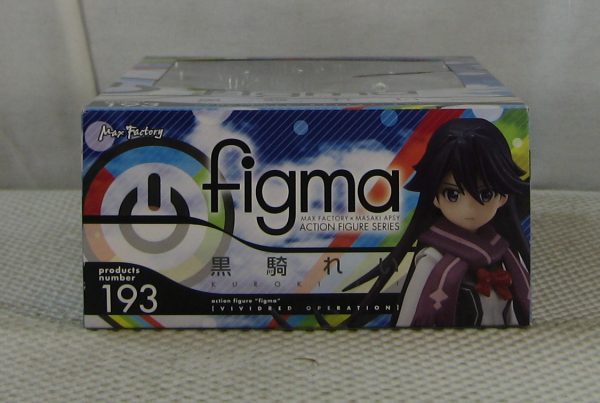 193
Max Factory
figma
MAX FACTORY × MASAKI APSY
ACTION FIGURE SERIES
黒騎れい
products
number
193
action figure "figma"
[VIVIDRED OPERATION]